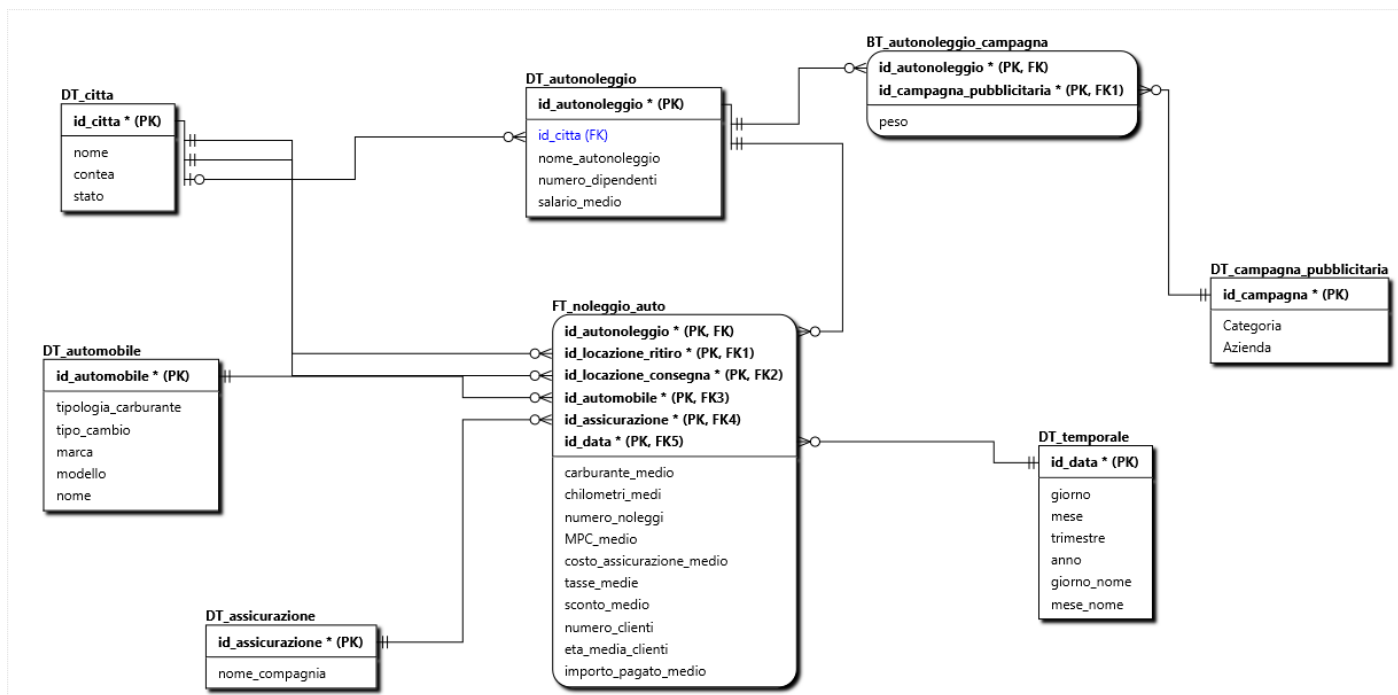 BT_autonoleggio_campagna
id_autonoleggio * (PK, FK)
id_campagna_pubblicitaria * (PK, FK1)
peso
DT_autonoleggio
id_autonoleggio * (PK)
id_citta (FK)
nome_autonoleggio
numero_dipendenti
salario_medio
DT_citta
id_citta * (PK)
nome
contea
stato
DT_campagna_pubblicitaria
id_campagna * (PK)
Categoria
Azienda
FT_noleggio_auto
id_autonoleggio * (PK, FK)
id_locazione_ritiro * (PK, FK1)
id_locazione_consegna * (PK, FK2)
id_automobile * (PK, FK3)
id_assicurazione * (PK, FK4)
id_data * (PK, FK5)
carburante_medio
chilometri_medi
numero_noleggi
MPC_medio
costo_assicurazione_medio
tasse_medie
sconto_medio
numero_clienti
eta_media_clienti
importo_pagato_medio
DT_automobile
id_automobile * (PK)
tipologia_carburante
tipo_cambio
marca
modello
nome
DT_temporale
id_data * (PK)
giorno
mese
trimestre
anno
giorno_nome
mese_nome
DT_assicurazione
id_assicurazione * (PK)
nome_compagnia